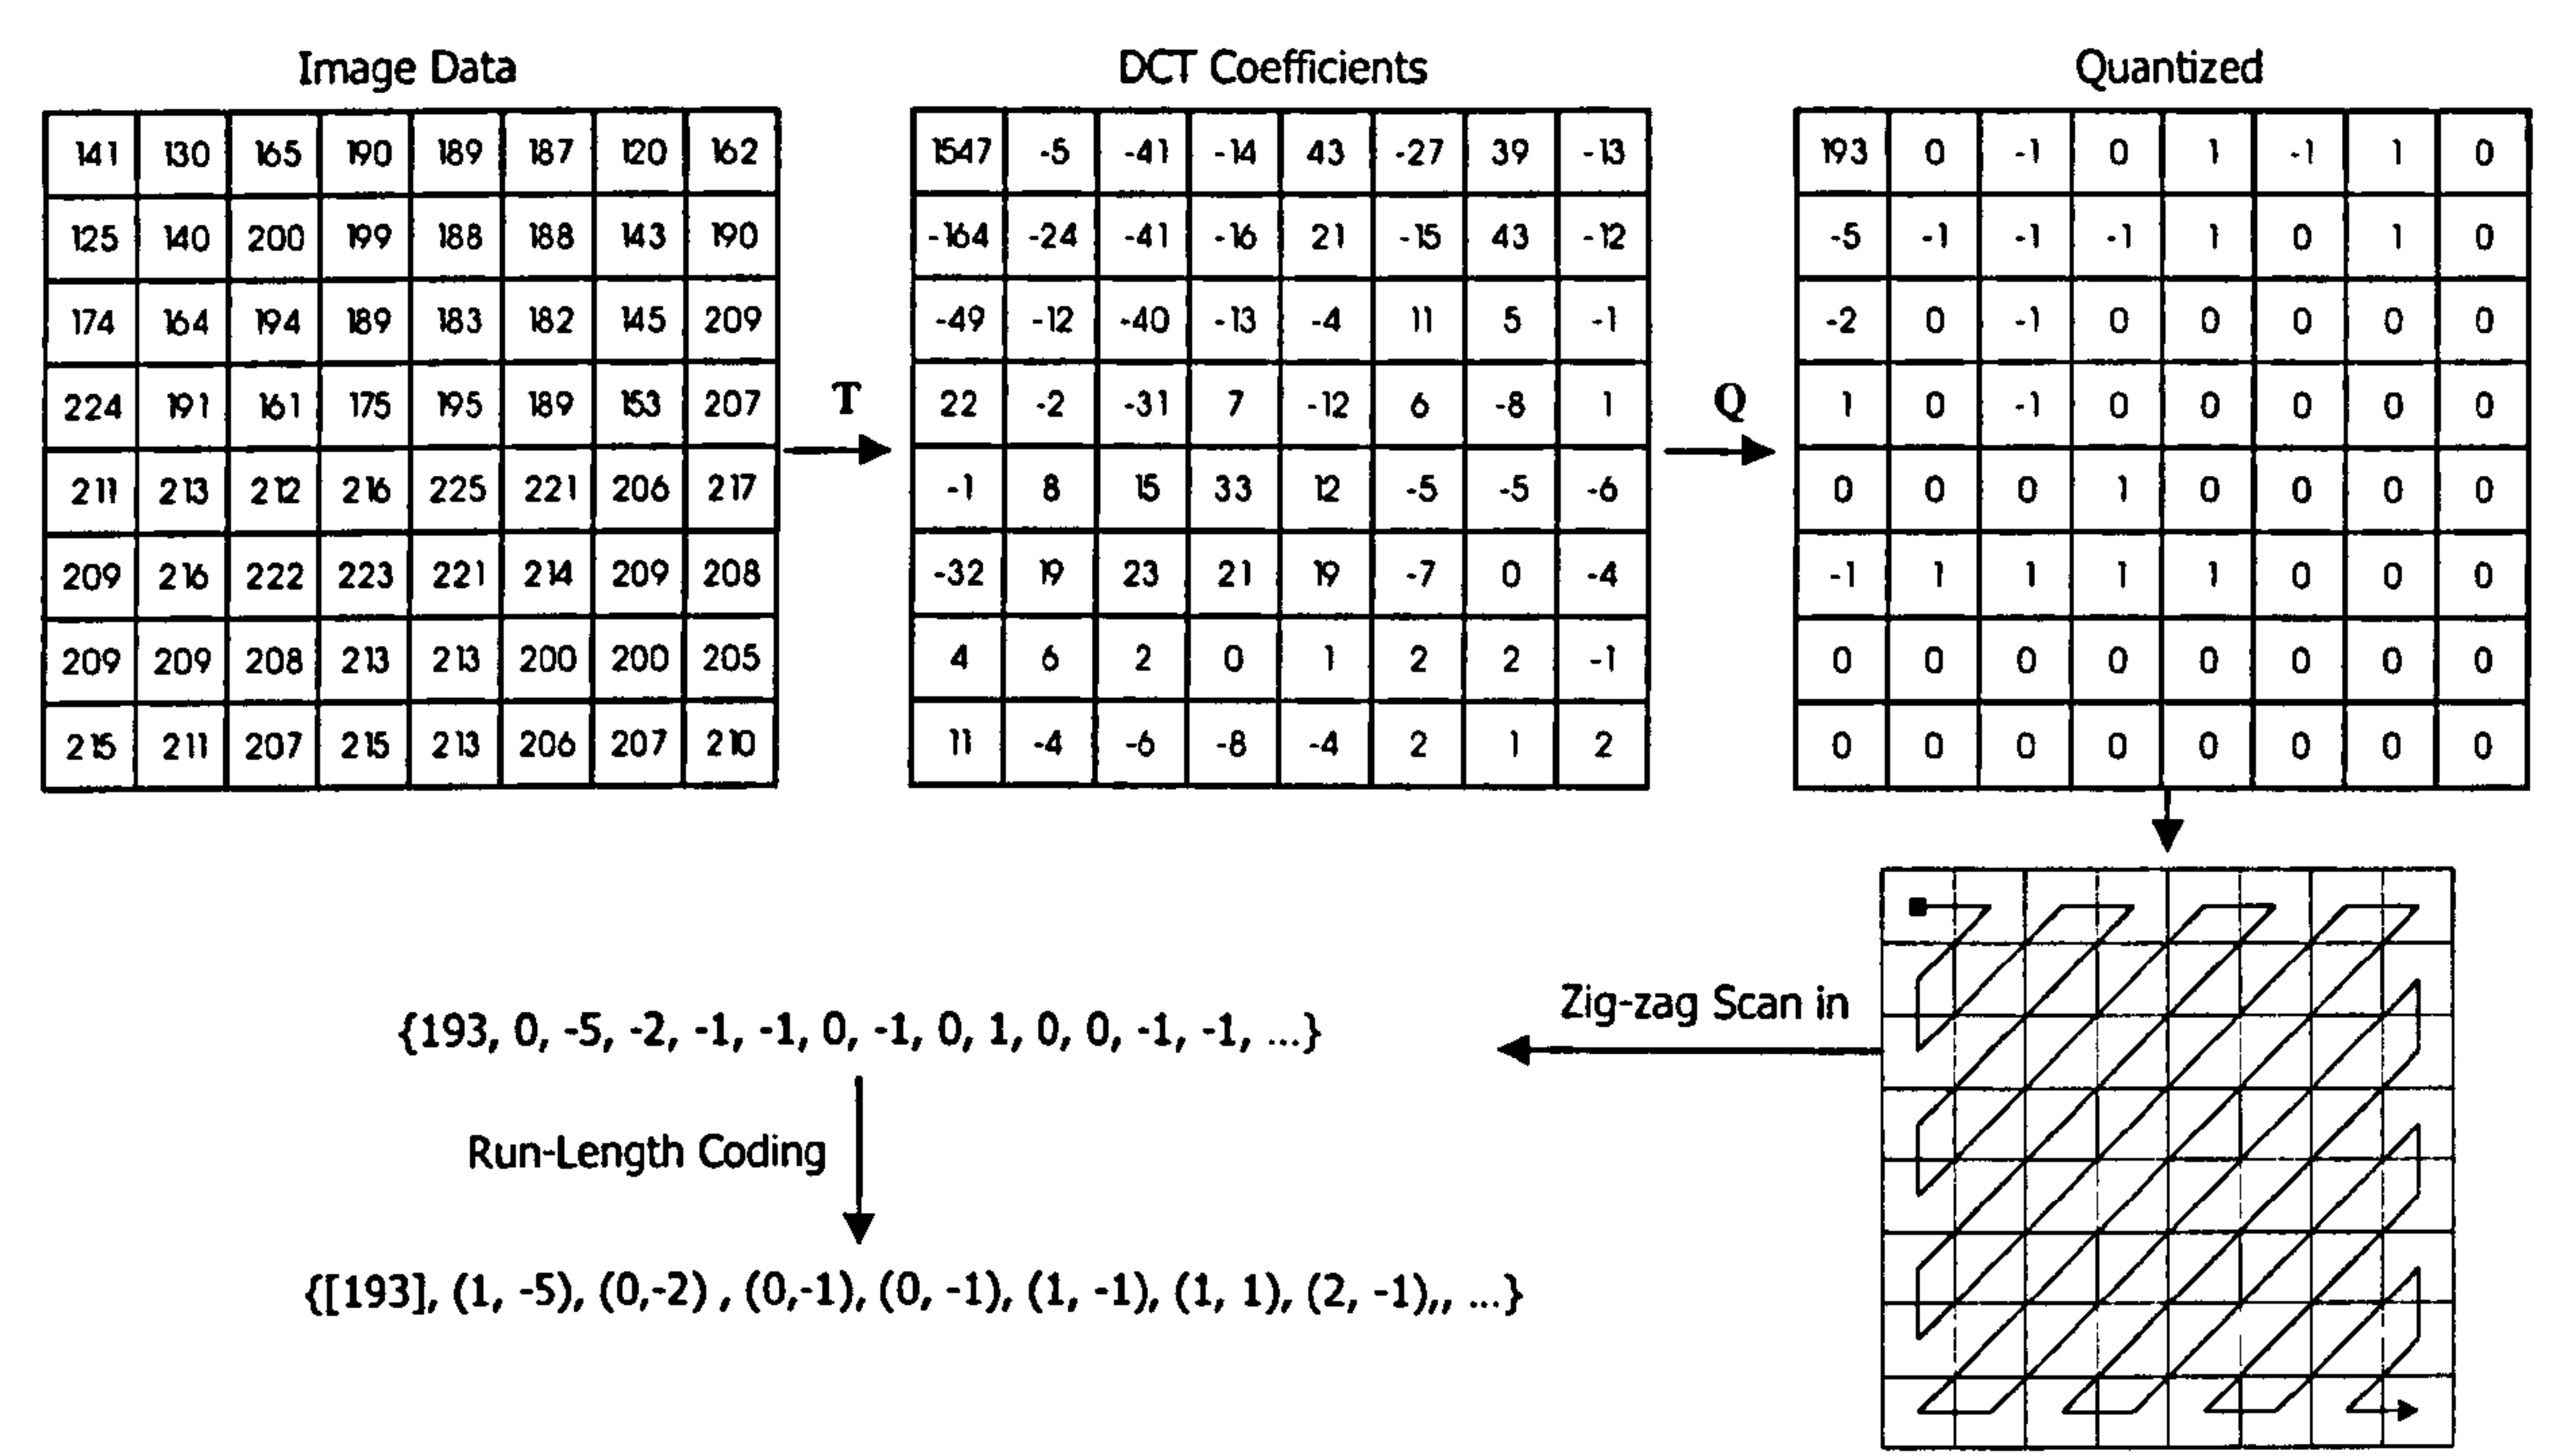 Image Data
141 130 165 190 189 187 120 162
125 140 200 199 188 188 143 190
174 164 194 189 183 182 145 209
224 191 161 175 195 189 153 207
211 213 212 216 225 221 206 217
209 216 222 223 221 214 209 208
209 209 208 213 213 200 200 205
215 211 207 215 213 206 207 210
T
DCT Coefficients
1547 -5 -41 -14 43 -27 39 -13
-164 -24 -41 -16 21 -15 43 -12
-49 -12 -40 -13 -4 11 5 -1
22 -2 -31 7 -12 6 -8 1
-1 8 15 33 12 -5 -5 -6
-32 19 23 21 19 -7 0 -4
4 6 2 0 1 2 2 -1
11 -4 -6 -8 -4 2 1 2
Q
Quantized
193 0 -1 0 1 -1 1 0
-5 -1 -1 -1 1 0 1 0
-2 0 -1 0 0 0 0 0
1 0 -1 0 0 0 0 0
0 0 0 1 0 0 0 0
-1 1 1 1 1 0 0 0
0 0 0 0 0 0 0 0
0 0 0 0 0 0 0 0
Zig-zag Scan in
{193, 0, -5, -2, -1, -1, 0, -1, 0, 1, 0, 0, -1, -1, ...}
Run-Length Coding
{[193], (1, -5), (0,-2) , (0,-1), (0, -1), (1, -1), (1, 1), (2, -1),, ...}